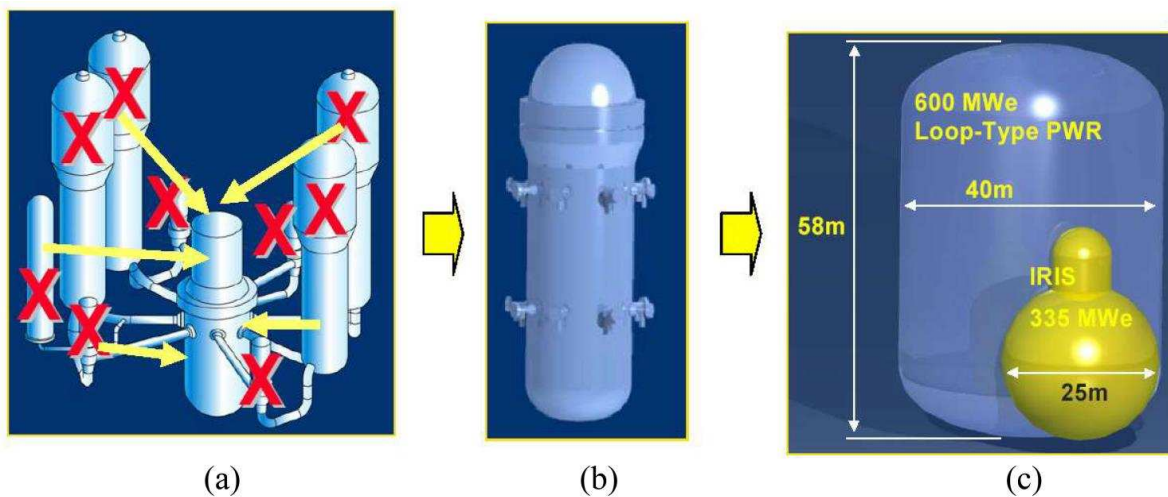 X
X
X
X
X
X
X
X
X
600 MWe
Loop-Type PWR
40m
58m
IRIS
335 MWe
25m
(a)
(b)
(c)